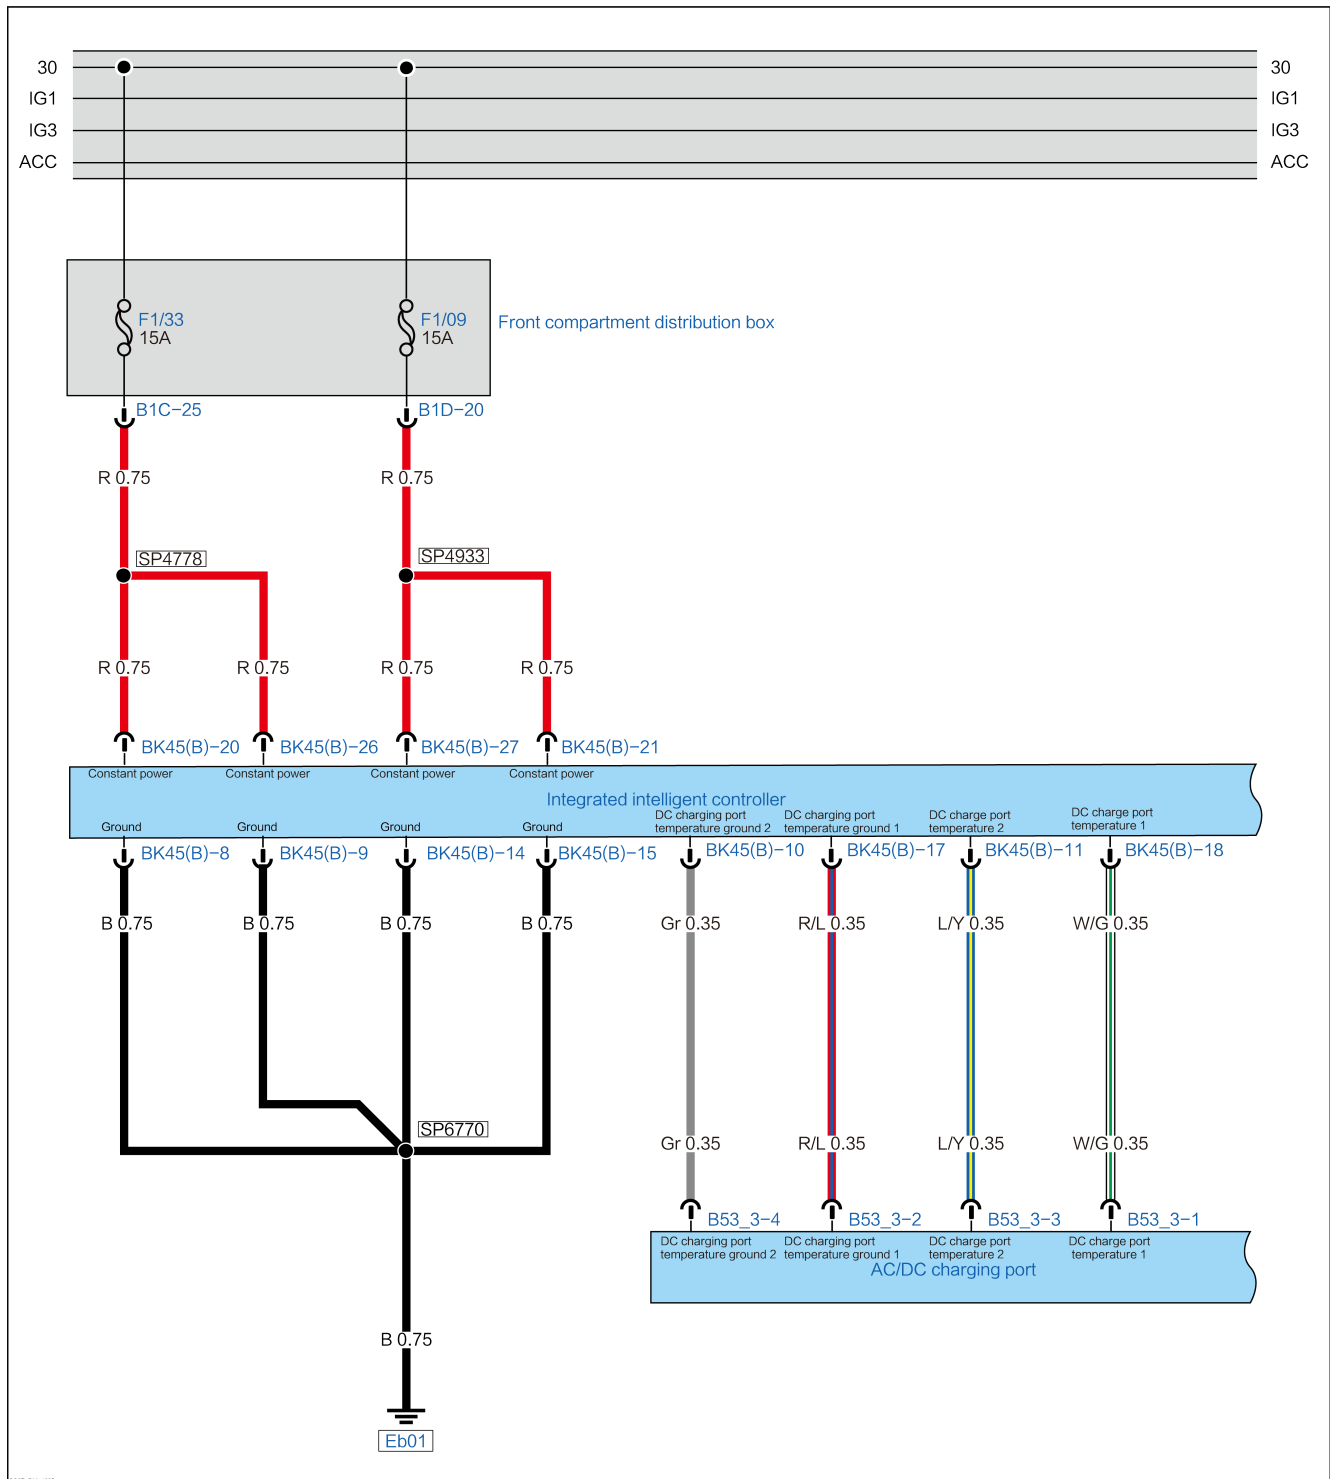 30 30
IG1 IG1
IG3 IG3
ACC ACC
F1/33 F1/09
15A 15A
Front compartment distribution box
B1C-25 B1D-20
R 0.75 R 0.75
SP4778 SP4933
R 0.75 R 0.75 R 0.75 R 0.75
BK45(B)-20 BK45(B)-26 BK45(B)-27 BK45(B)-21
Constant power Constant power Constant power Constant power
Integrated intelligent controller
Ground Ground Ground Ground
DC charging port
temperature ground 2
DC charging port
temperature ground 1
DC charge port
temperature 2
DC charge port
temperature 1
BK45(B)-8 BK45(B)-9 BK45(B)-14 BK45(B)-15 BK45(B)-10 BK45(B)-17 BK45(B)-11 BK45(B)-18
B 0.75 B 0.75 B 0.75 B 0.75 Gr 0.35 R/L 0.35 L/Y 0.35 W/G 0.35
SP6770
Gr 0.35 R/L 0.35 L/Y 0.35 W/G 0.35
B53_3-4 B53_3-2 B53_3-3 B53_3-1
DC charging port
temperature ground 2
DC charging port
temperature ground 1
DC charge port
temperature 2
DC charge port
temperature 1
AC/DC charging port
B 0.75
Eb01